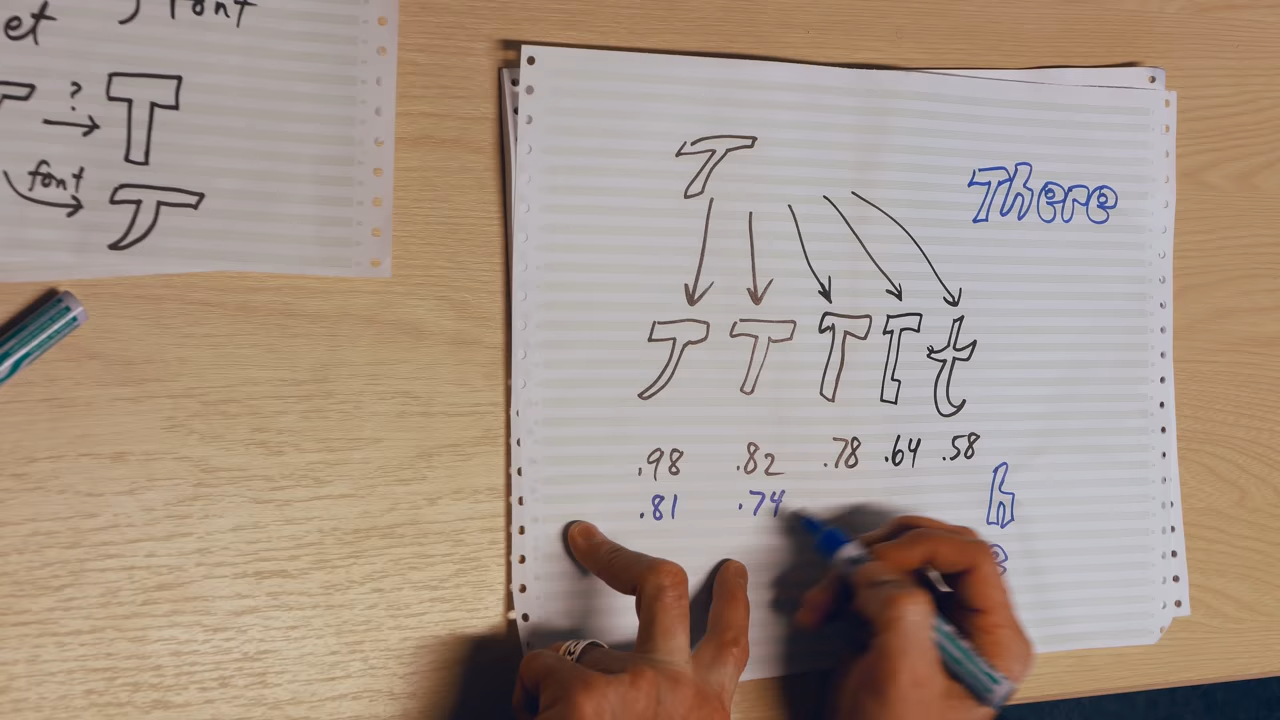 et
font
? T
font T
T
There
T T T T t
.98 .82 .78 .64 .58
.81 .74
h
e